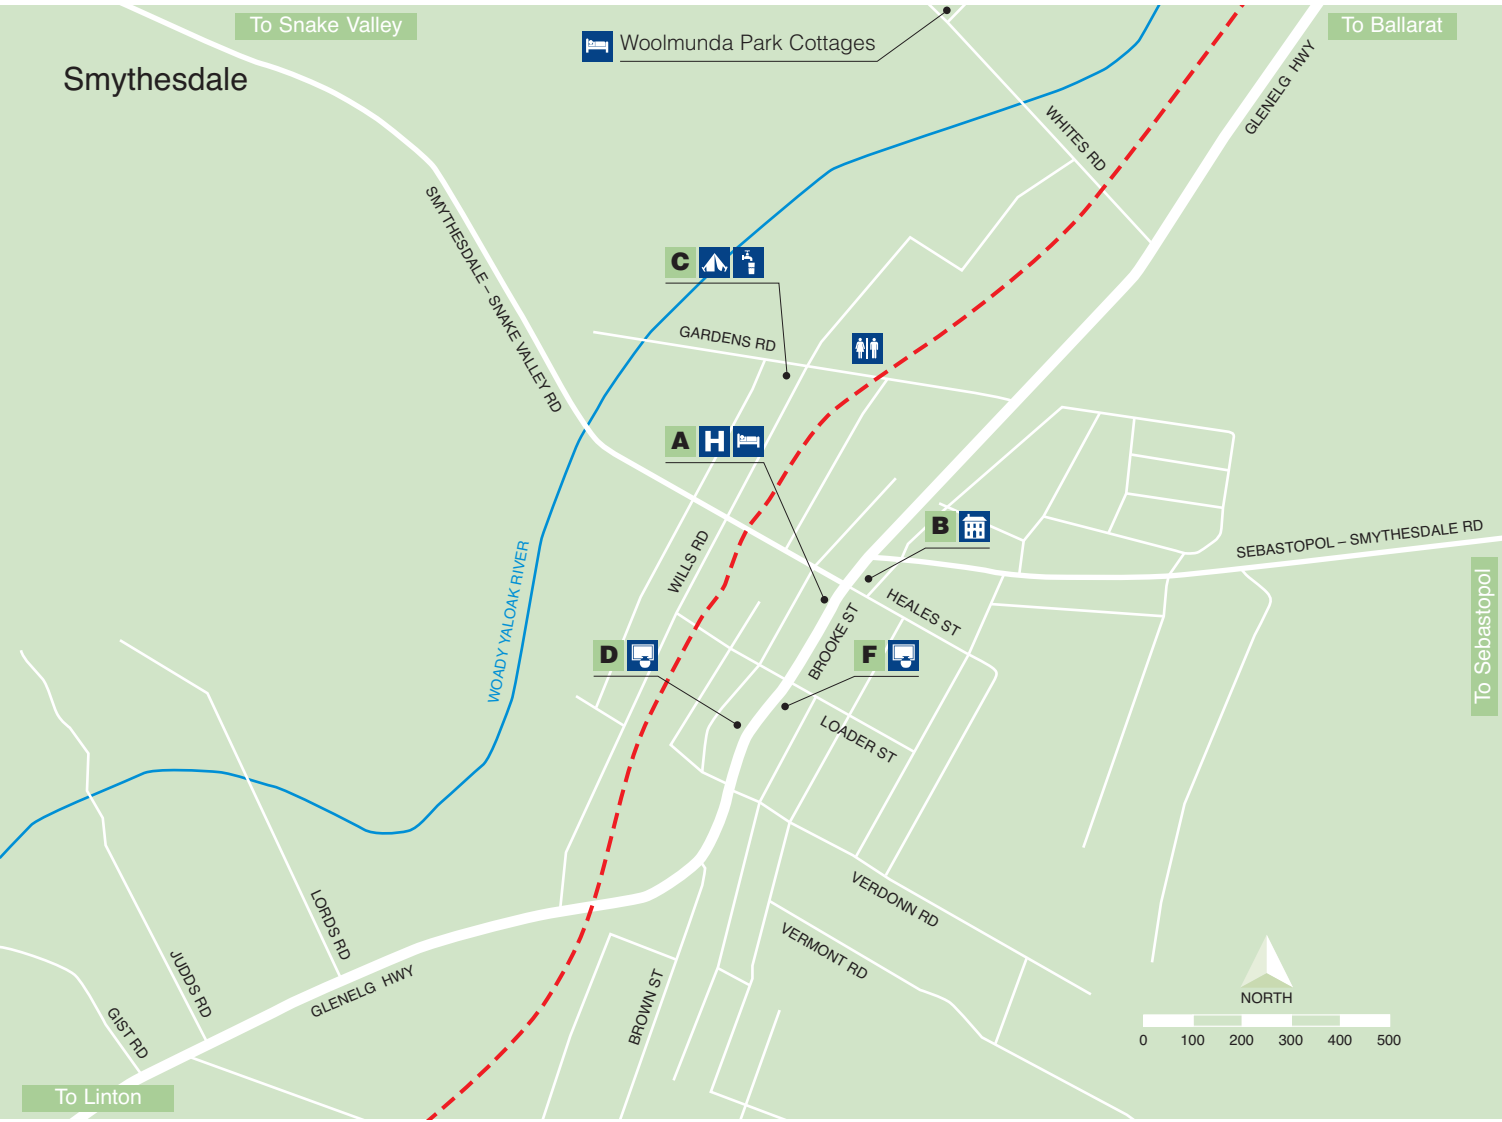 To Snake Valley
To Ballarat
Woolmunda Park Cottages
Smythesdale
GLENELG HWY
WHITES RD
SMYTHESDALE – SNAKE VALLEY RD
C
GARDENS RD
A H
B
SEBASTOPOL – SMYTHESDALE RD
WILLS RD
WOADY YALOAK RIVER
HEALES ST
BROOKE ST
To Sebastopol
D
F
LOADER ST
VERDONN RD
VERMONT RD
LORDS RD
JUDDS RD
GLENELG HWY
GIST RD
BROWN ST
NORTH
0 100 200 300 400 500
To Linton